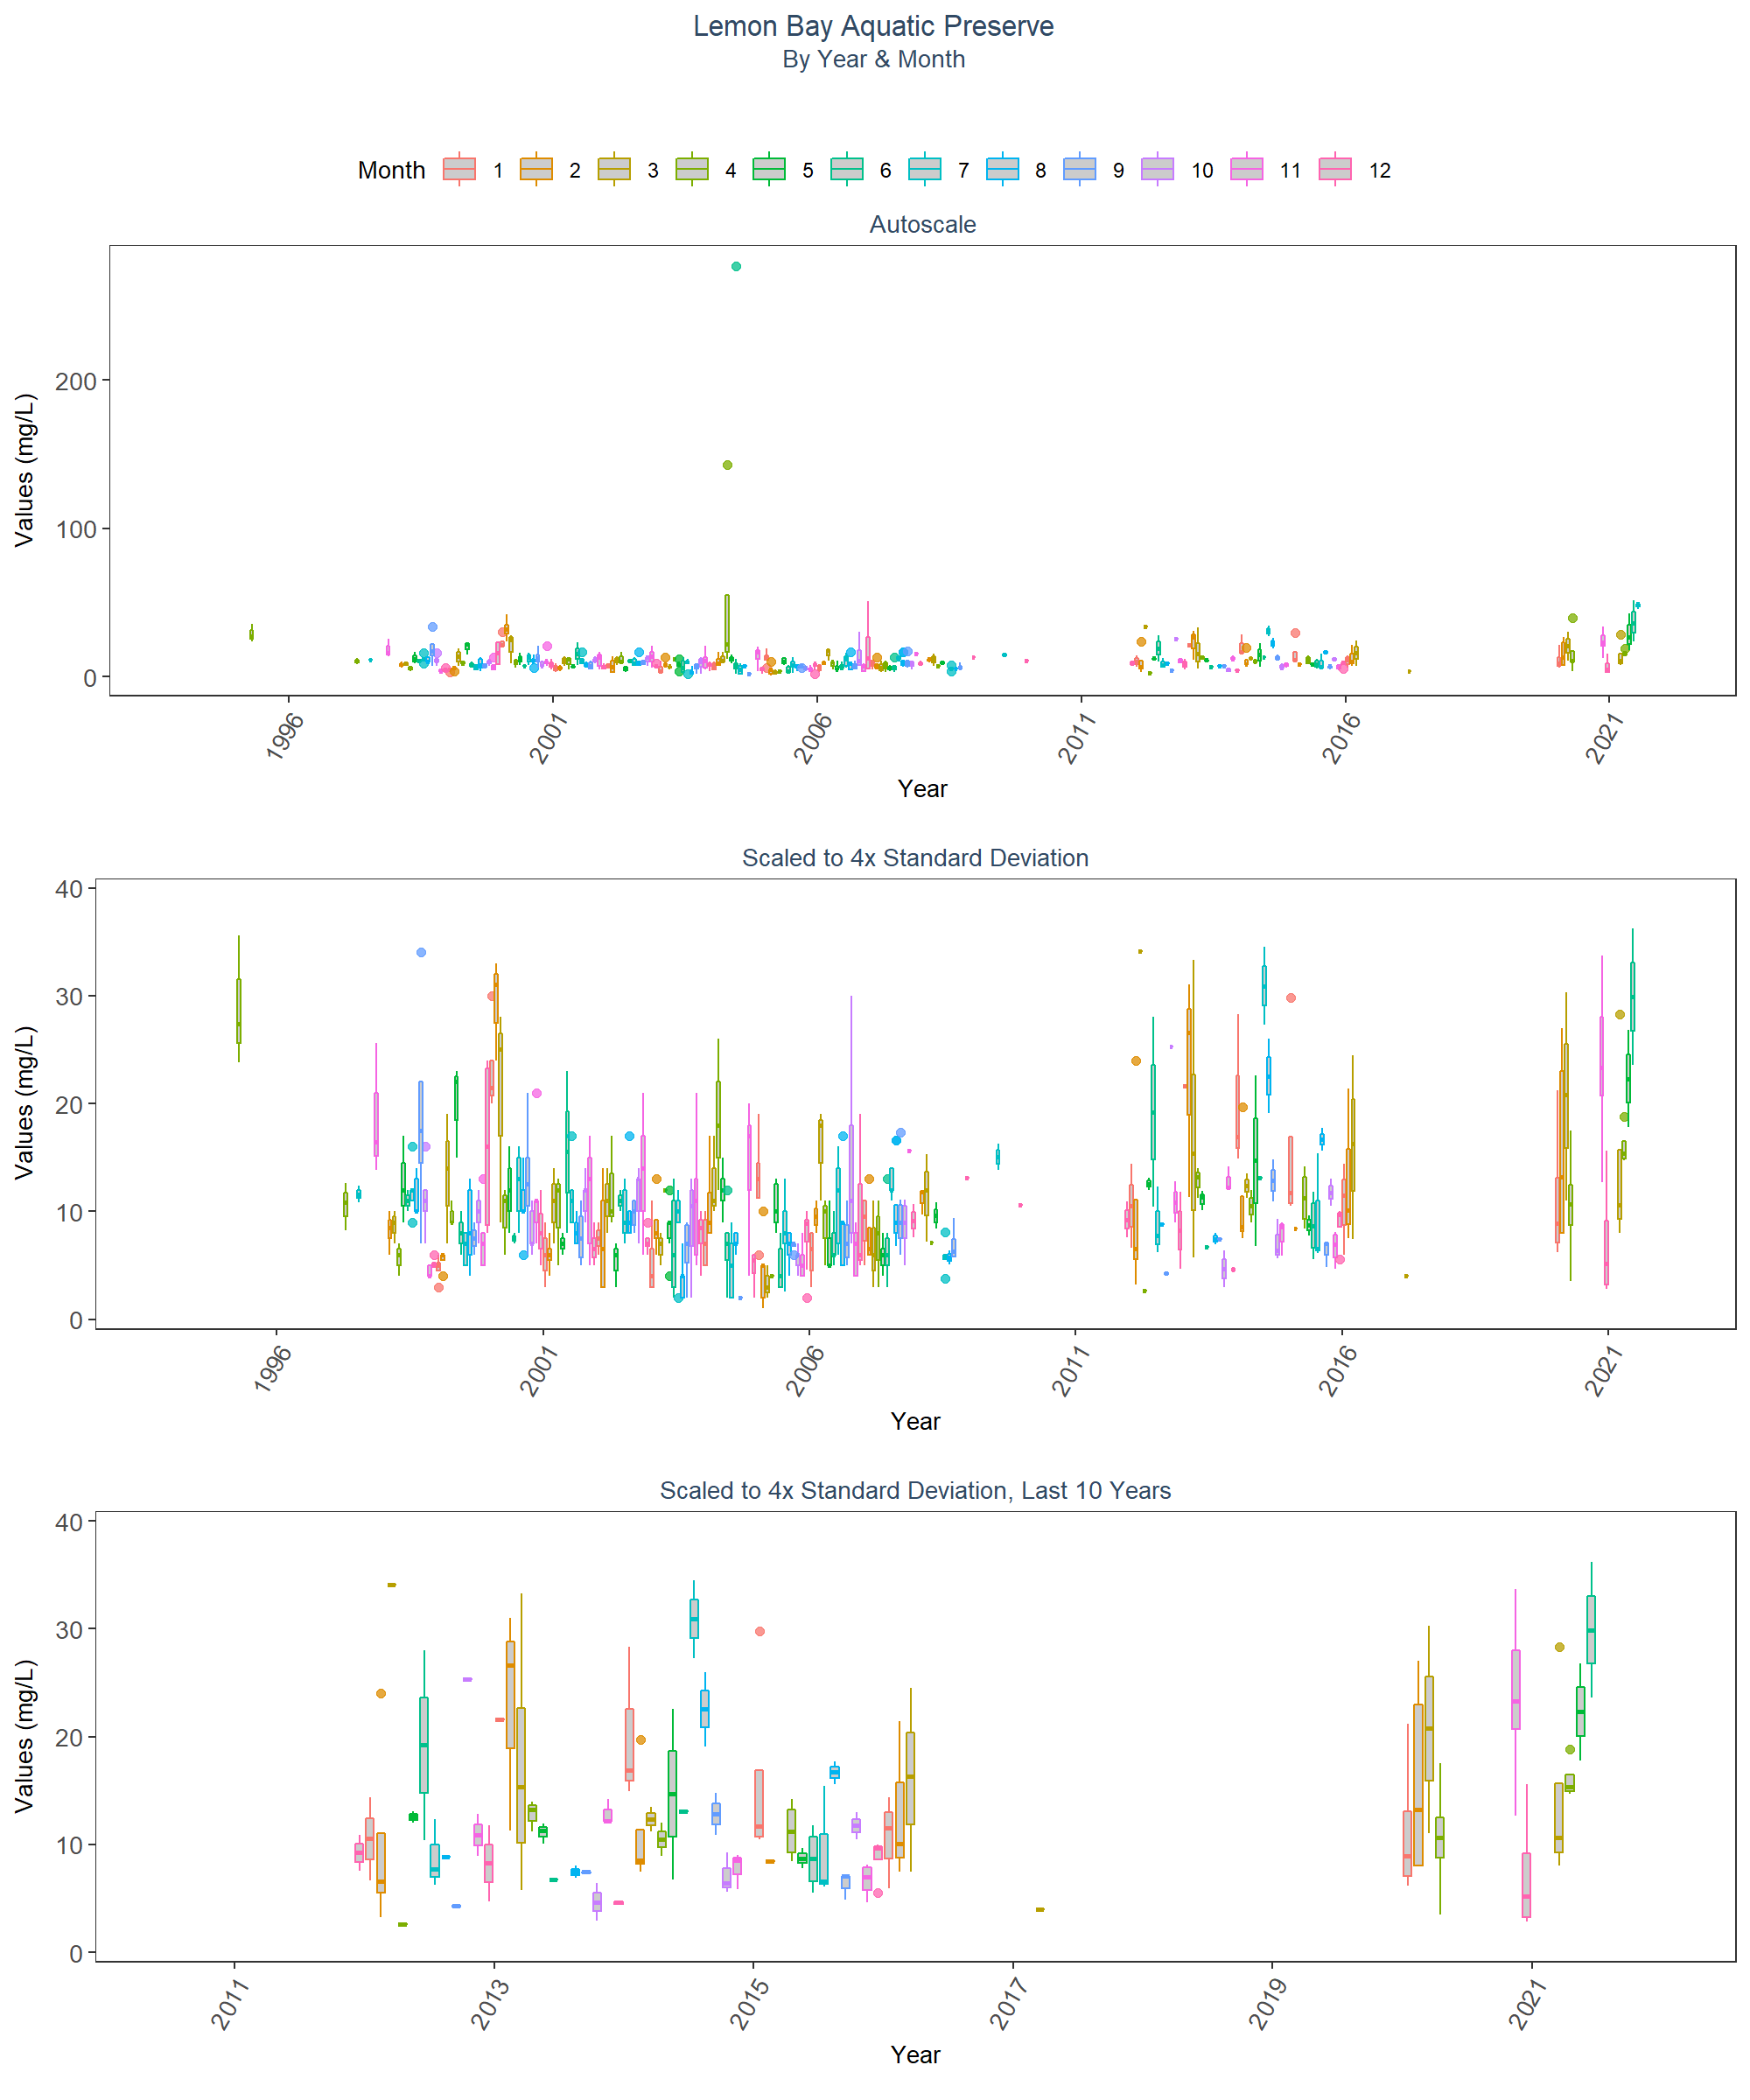 Lemon Bay Aquatic Preserve
By Year & Month
Month 1 2 3 4 5 6 7 8 9 10 11 12
Autoscale
Values (mg/L)
200
100
0
1996 2001 2006 2011 2016 2021
Year
Scaled to 4x Standard Deviation
Values (mg/L)
40
30
20
10
0
1996 2001 2006 2011 2016 2021
Year
Scaled to 4x Standard Deviation, Last 10 Years
Values (mg/L)
40
30
20
10
0
2011 2013 2015 2017 2019 2021
Year